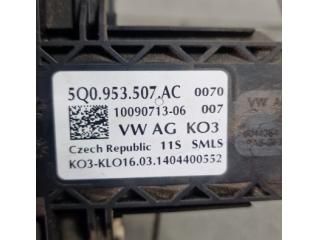 5Q0.953.507.AC 0070
10090713-06 007
VW AG KO3
Czech Republic 11S SMLS
KO3-KLO16.03.1404400552
VW A